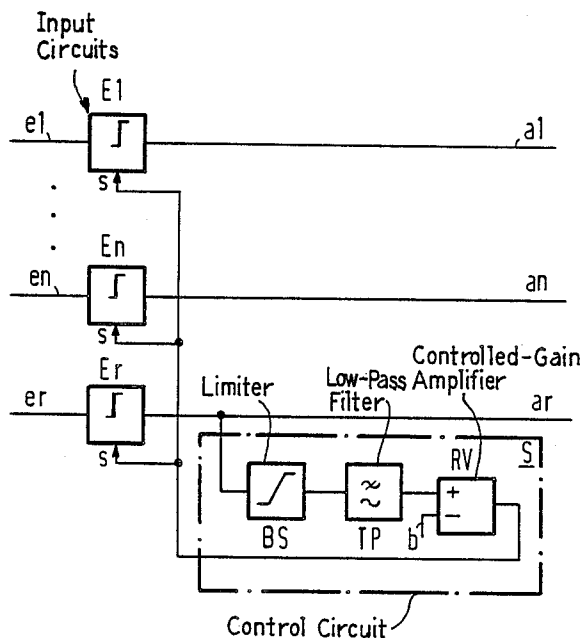 Input
Circuits
E1
e1
a1
s
En
en
an
s
Er
Controlled-Gain
Amplifier
Limiter
Low-Pass
Filter
er
ar
s
S
RV
+
−
b
BS
TP
Control Circuit